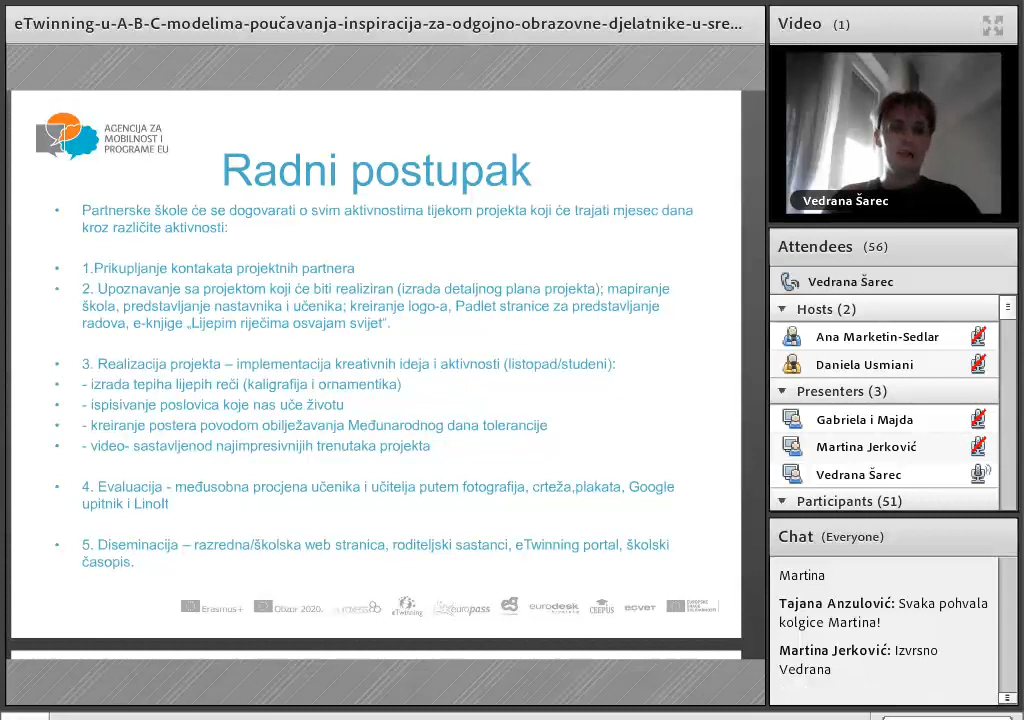 eTwinning-u-A-B-C-modelima-poučavanja-inspiracija-za-odgojno-obrazovne-djelatnike-u-sre...
AGENCIJA ZA
MOBILNOST I
PROGRAME EU
Radni postupak
• Partnerske škole će se dogovarati o svim aktivnostima tijekom projekta koji će trajati mjesec dana
kroz različite aktivnosti:
• 1.Prikupljanje kontakata projektnih partnera
• 2. Upoznavanje sa projektom koji će biti realiziran (izrada detaljnog plana projekta); mapiranje
škola, predstavljanje nastavnika i učenika; kreiranje logo-a, Padlet stranice za predstavljanje
radova, e-knjige „Lijepim riječima osvajam svijet“.
• 3. Realizacija projekta – implementacija kreativnih ideja i aktivnosti (listopad/studeni):
• - izrada tepiha lijepih reči (kaligrafija i ornamentika)
• - ispisivanje poslovica koje nas uče životu
• - kreiranje postera povodom obilježavanja Međunarodnog dana tolerancije
• - video- sastavljenod najimpresivnijih trenutaka projekta
• 4. Evaluacija - međusobna procjena učenika i učitelja putem fotografija, crteža,plakata, Google
upitnik i LinoIt
• 5. Diseminacija – razredna/školska web stranica, roditeljski sastanci, eTwinning portal, školski
časopis.
Erasmus+ Obzor 2020. eTwinning europass eurodesk CEEPUS ecvet
Video (1)
Vedrana Šarec
Attendees (56)
Vedrana Šarec
Hosts (2)
Ana Marketin-Sedlar
Daniela Usmiani
Presenters (3)
Gabriela i Majda
Martina Jerković
Vedrana Šarec
Participants (51)
Chat (Everyone)
Martina
Tajana Anzulović: Svaka pohvala
kolgice Martina!
Martina Jerković: Izvrsno
Vedrana